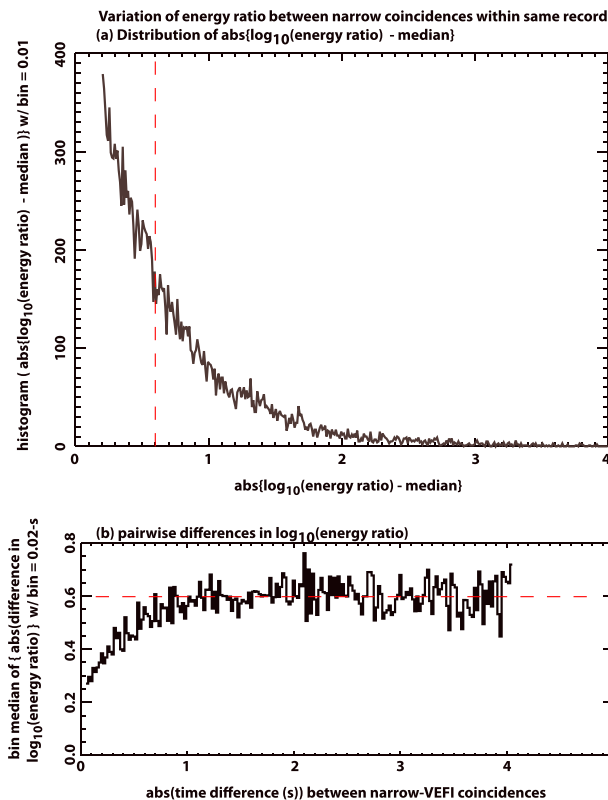 Variation of energy ratio between narrow coincidences within same record
(a) Distribution of abs{log10(energy ratio) - median}
histogram ( abs{log10(energy ratio) - median )} w/ bin = 0.01
400
300
200
100
0
0 1 2 3 4
abs{log10(energy ratio) - median}
(b) pairwise differences in log10(energy ratio)
bin median of { abs(difference in
log10(energy ratio) } w/ bin = 0.02-s
0.8
0.6
0.4
0.2
0.0
0 1 2 3 4
abs(time difference (s)) between narrow-VEFI coincidences